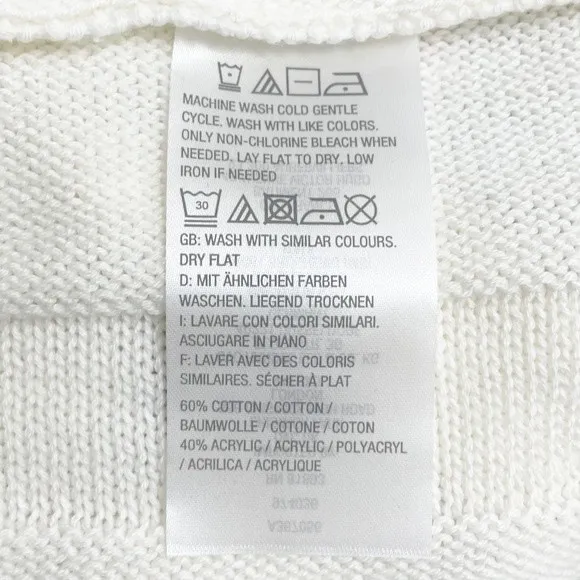 MACHINE WASH COLD GENTLE
CYCLE. WASH WITH LIKE COLORS.
ONLY NON-CHLORINE BLEACH WHEN
NEEDED. LAY FLAT TO DRY, LOW
IRON IF NEEDED
30
GB: WASH WITH SIMILAR COLOURS.
DRY FLAT
D: MIT ÄHNLICHEN FARBEN
WASCHEN. LIEGEND TROCKNEN
I: LAVARE CON COLORI SIMILARI.
ASCIUGARE IN PIANO
F: LAVER AVEC DES COLORIS
SIMILAIRES. SÉCHER À PLAT
60% COTTON / COTTON /
BAUMWOLLE / COTONE / COTON
40% ACRYLIC / ACRYLIC / POLYACRYL
/ ACRILICA / ACRYLIQUE